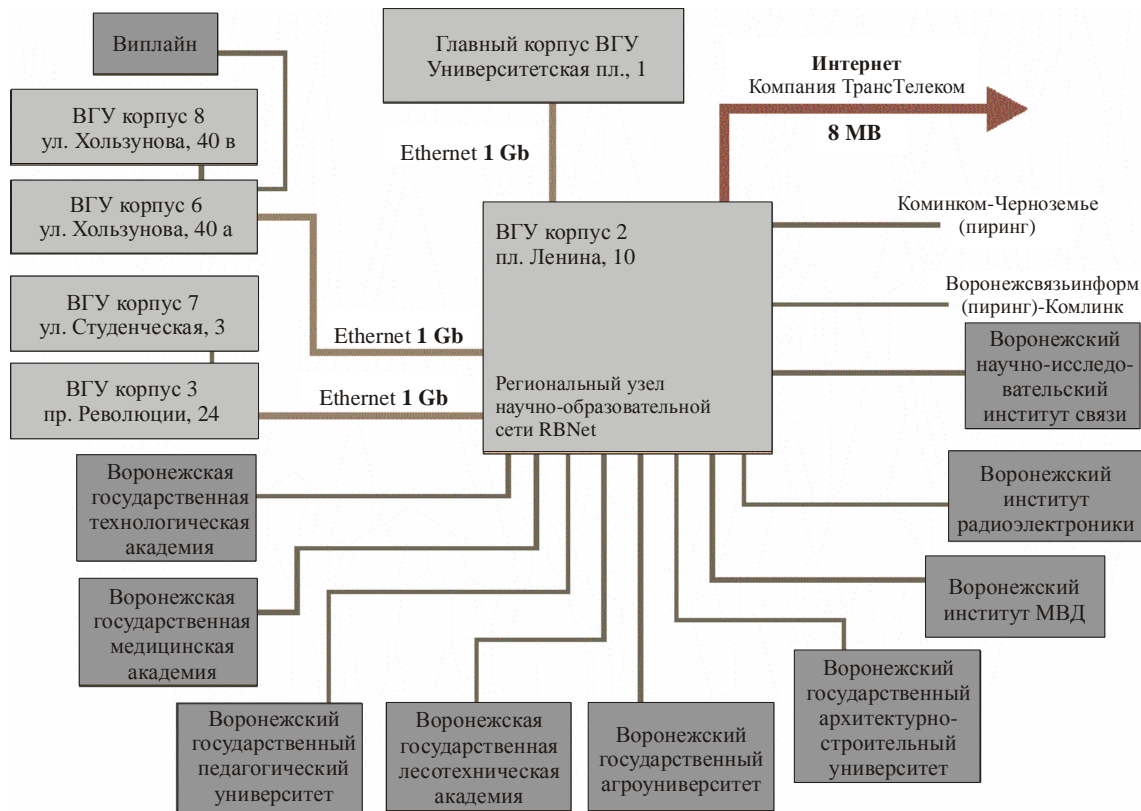 Виплайн
Главный корпус ВГУ
Университетская пл., 1
Интернет
Компания ТрансТелеком
8 МВ
ВГУ корпус 8
ул. Хользунова, 40 в
Ethernet 1 Gb
ВГУ корпус 6
ул. Хользунова, 40 а
ВГУ корпус 2
пл. Ленина, 10
Коминком-Черноземье
(пиринг)
Воронежсвязьинформ
(пиринг)-Комлинк
ВГУ корпус 7
ул. Студенческая, 3
Ethernet 1 Gb
Воронежский
научно-исследо-
вательский
институт связи
ВГУ корпус 3
пр. Революции, 24
Ethernet 1 Gb
Региональный узел
научно-образовательной
сети RBNet
Воронежская
государственная
технологическая
академия
Воронежский
институт
радиоэлектроники
Воронежская
государственная
медицинская
академия
Воронежский
институт МВД
Воронежский
государственный
педагогический
университет
Воронежская
государственная
лесотехническая
академия
Воронежский
государственный
агроуниверситет
Воронежский
государственный
архитектурно-
строительный
университет